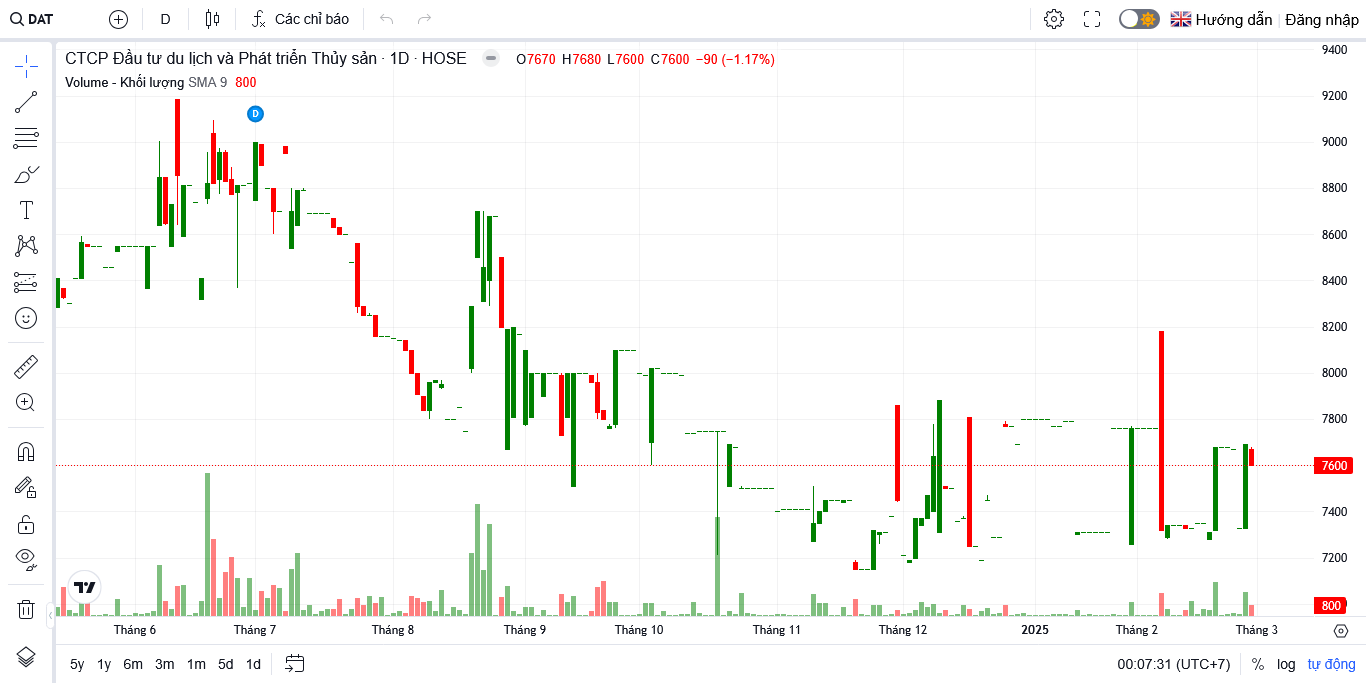 DAT D Các chỉ báo Hướng dẫn Đăng nhập
CTCP Đầu tư du lịch và Phát triển Thủy sản · 1D · HOSE O7670 H7680 L7600 C7600 −90 (−1.17%)
Volume - Khối lượng SMA 9 800
D
9400
9200
9000
8800
8600
8400
8200
8000
7800
7600
7400
7200
800
Tháng 6 Tháng 7 Tháng 8 Tháng 9 Tháng 10 Tháng 11 Tháng 12 2025 Tháng 2 Tháng 3
5y 1y 6m 3m 1m 5d 1d 00:07:31 (UTC+7) % log tự động